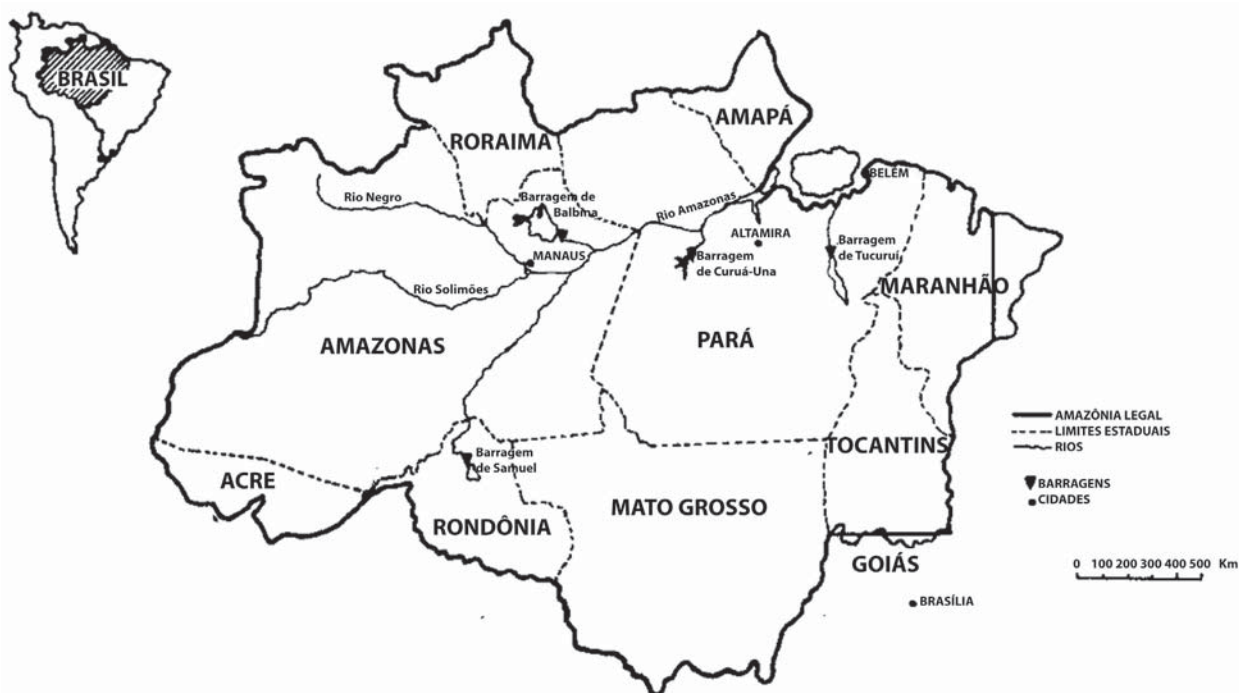 BRASIL
AMAPÁ
RORAIMA
BELÉM
Rio Negro
Barragem de
Balbina
Rio Amazonas
ALTAMIRA
MANAUS
Barragem
de Curuá-Una
Barragem
de Tucuruí
MARANHÃO
Rio Solimões
AMAZONAS
PARÁ
AMAZÔNIA LEGAL
LIMITES ESTADUAIS
RIOS
BARRAGENS
CIDADES
TOCANTINS
Barragem
de Samuel
ACRE
RONDÔNIA
MATO GROSSO
GOIÁS
BRASÍLIA
0 100 200 300 400 500 Km